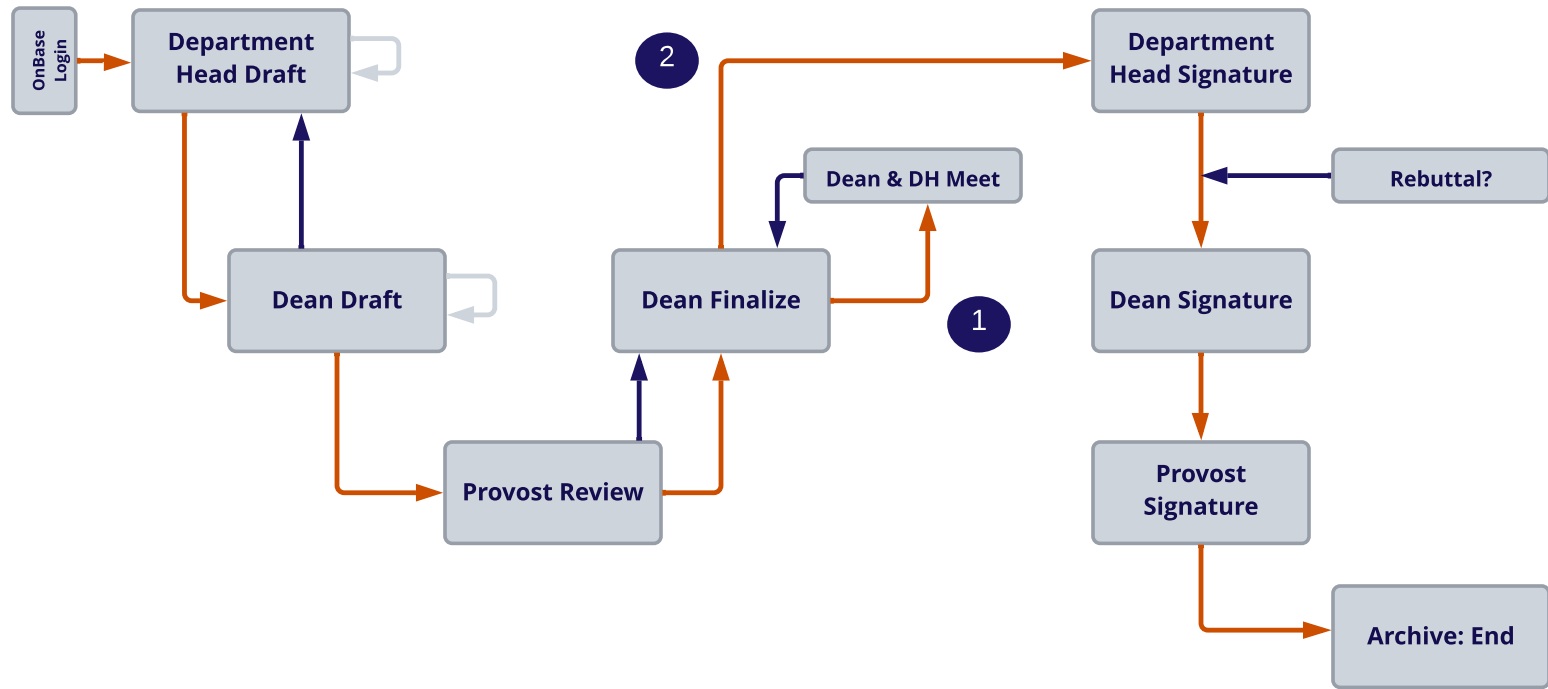 OnBase
Login
Department
Head Draft
2
Department
Head Signature
Dean & DH Meet
Rebuttal?
Dean Draft
Dean Finalize
1
Dean Signature
Provost Review
Provost
Signature
Archive: End